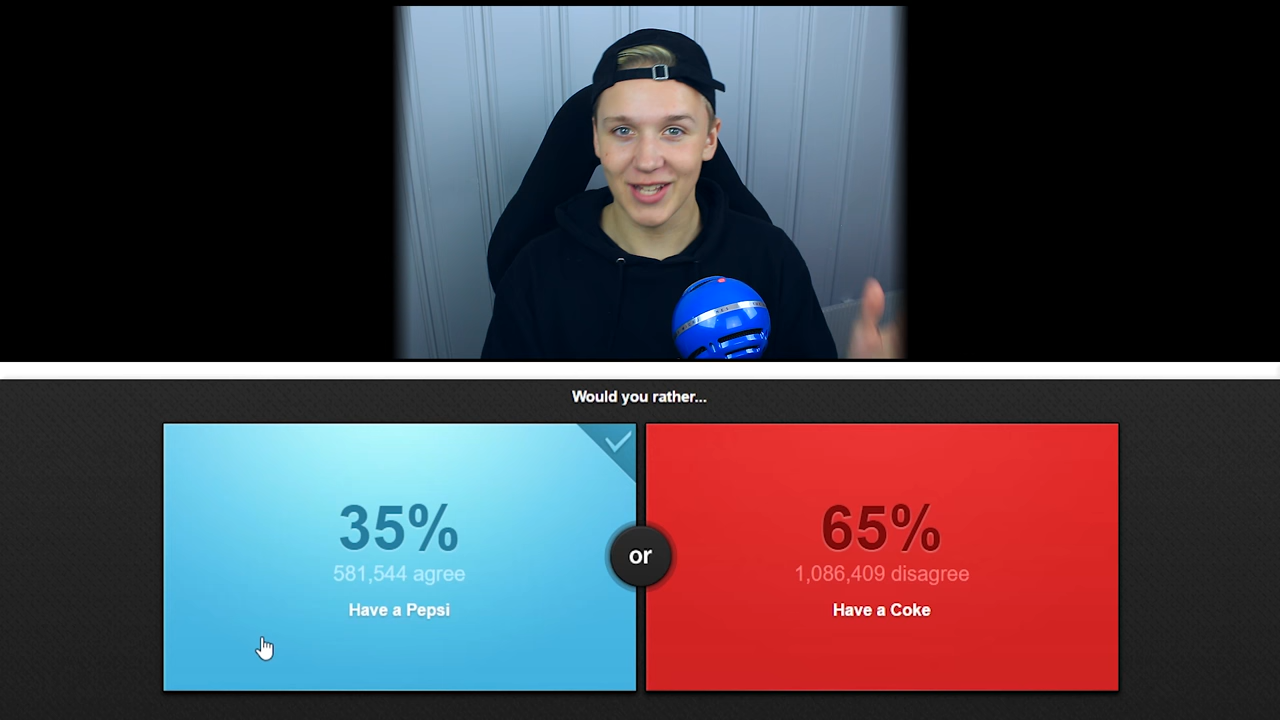 Would you rather...
35%
581,544 agree
Have a Pepsi
or
65%
1,086,409 disagree
Have a Coke